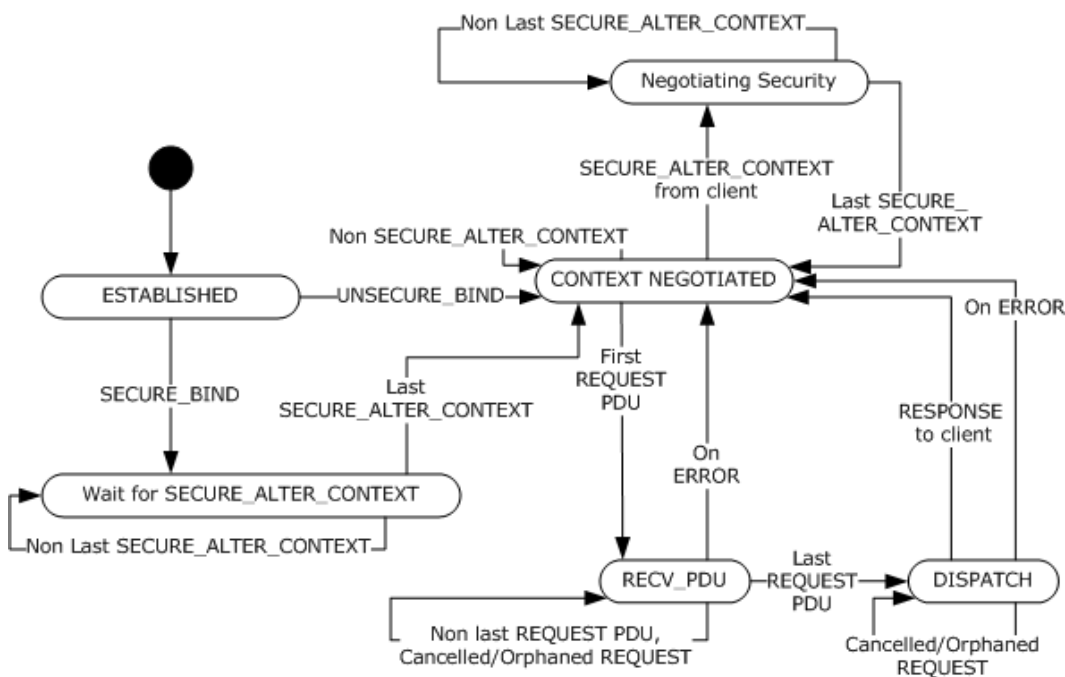 Non Last SECURE_ALTER_CONTEXT
Negotiating Security
SECURE_ALTER_CONTEXT
from client
Last SECURE_
ALTER_CONTEXT
Non SECURE_ALTER_CONTEXT
CONTEXT NEGOTIATED
ESTABLISHED
UNSECURE_BIND
On ERROR
First
REQUEST
PDU
SECURE_BIND
Last
SECURE_ALTER_CONTEXT
RESPONSE
to client
On
ERROR
Wait for SECURE_ALTER_CONTEXT
Non Last SECURE_ALTER_CONTEXT
RECV_PDU
Last
REQUEST
PDU
DISPATCH
Non last REQUEST PDU,
Cancelled/Orphaned REQUEST
Cancelled/Orphaned
REQUEST